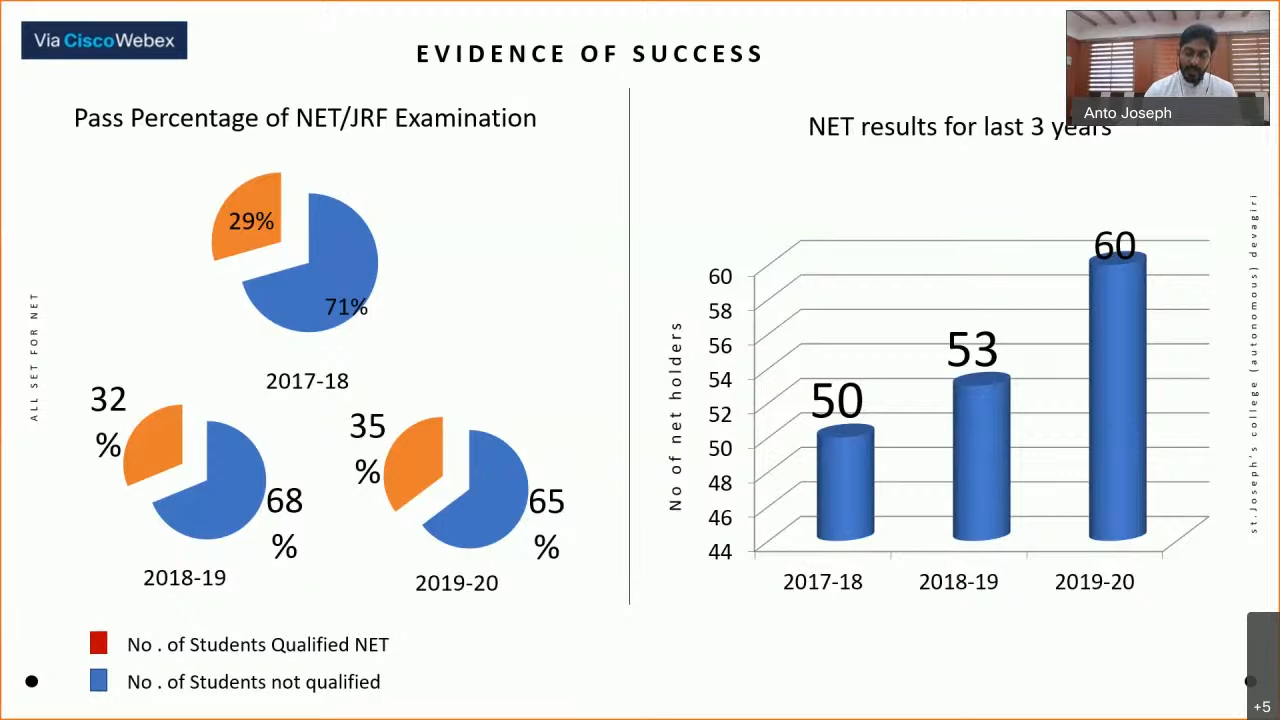 Via CiscoWebex
EVIDENCE OF SUCCESS
Anto Joseph
Pass Percentage of NET/JRF Examination
29%
71%
2017-18
32
%
68
%
2018-19
35
%
65
%
2019-20
No . of Students Qualified NET
No . of Students not qualified
ALL SET FOR NET
NET results for last 3 years
No of net holders
60
58
56
54
52
50
48
46
44
50
53
60
2017-18
2018-19
2019-20
st.Joseph's college (autonomous) devagiri
+5